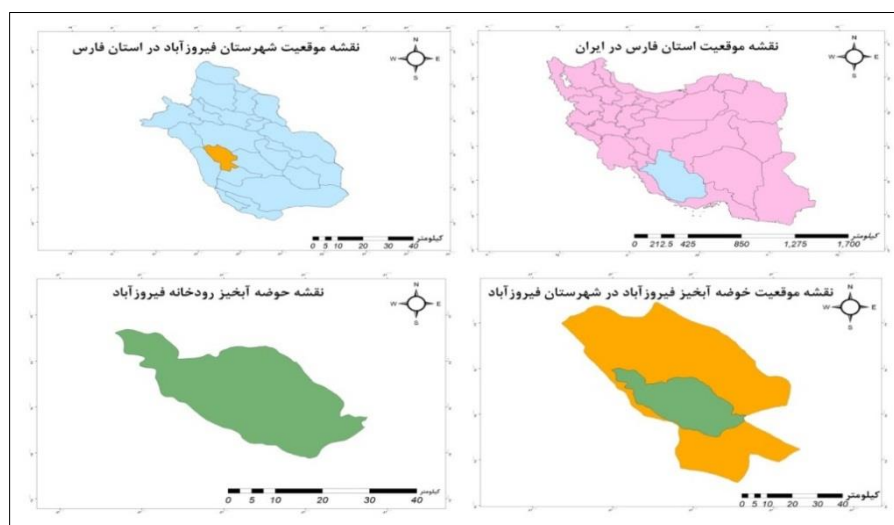 نقشه موقعیت استان فارس در ایران
N
W E
S
کیلومتر
0 212.5 425 850 1,275 1,700
نقشه موقعیت شهرستان فیروزآباد در استان فارس
N
W E
S
کیلومتر
0 5 10 20 30 40
نقشه موقعیت خوضه آبخیز فیروزآباد در شهرستان فیروزآباد
N
W E
S
کیلومتر
0 5 10 20 30 40
نقشه حوضه آبخیز رودخانه فیروزآباد
N
W E
S
کیلومتر
0 5 10 20 30 40